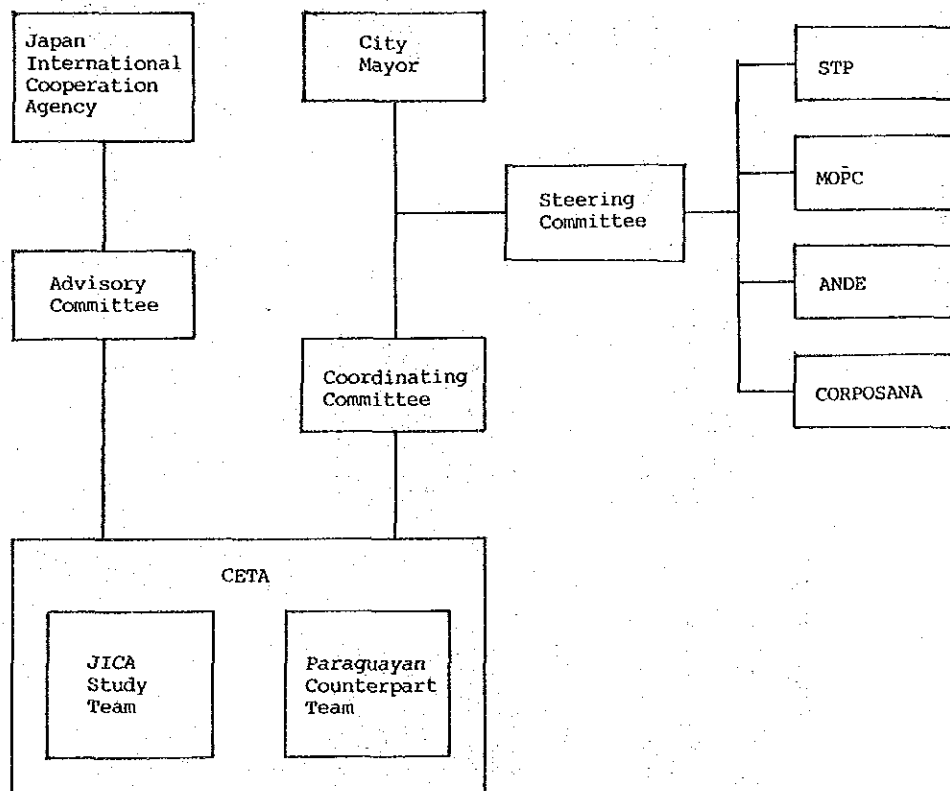 Japan
International
Cooperation
Agency
City
Mayor
STP
MOPC
Steering
Committee
ANDE
Advisory
Committee
Coordinating
Committee
CORPOSANA
CETA
JICA
Study
Team
Paraguayan
Counterpart
Team